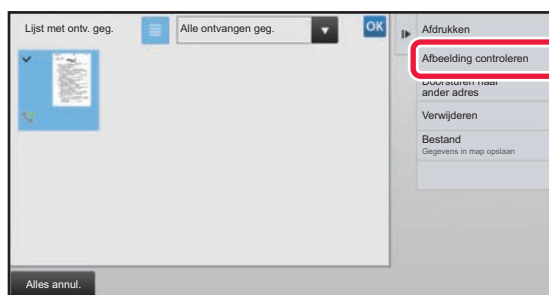 Lijst met ontv. geg.
Alle ontvangen geg.
OK
Afdrukken
Afbeelding controleren
Doorsturen naar
ander adres
Verwijderen
Bestand
Gegevens in map opslaan
Alles annul.